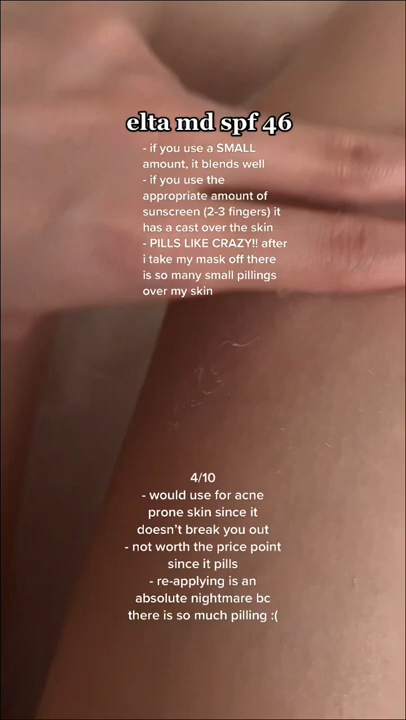 elta md spf 46
- if you use a SMALL
amount, it blends well
- if you use the
appropriate amount of
sunscreen (2-3 fingers) it
has a cast over the skin
- PILLS LIKE CRAZY!! after
i take my mask off there
is so many small pillings
over my skin
4/10
- would use for acne
prone skin since it
doesn't break you out
- not worth the price point
since it pills
- re-applying is an
absolute nightmare bc
there is so much pilling :(